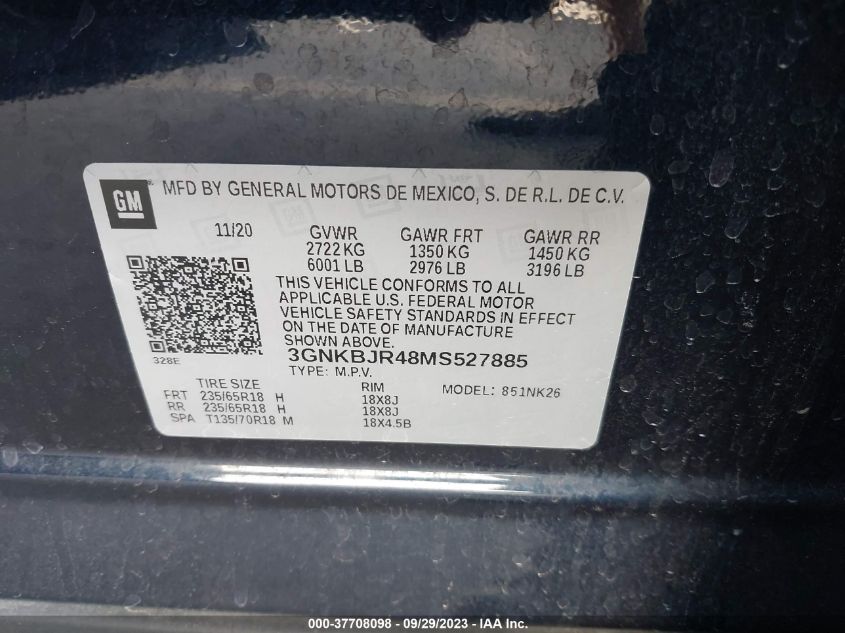 GM
MFD BY GENERAL MOTORS DE MEXICO, S. DE R.L. DE C.V.
11/20 GVWR GAWR FRT GAWR RR
2722 KG 1350 KG 1450 KG
6001 LB 2976 LB 3196 LB
THIS VEHICLE CONFORMS TO ALL
APPLICABLE U.S. FEDERAL MOTOR
VEHICLE SAFETY STANDARDS IN EFFECT
ON THE DATE OF MANUFACTURE
SHOWN ABOVE.
328E
3GNKBJR48MS527885
TYPE: M.P.V. MODEL: 851NK26
TIRE SIZE RIM
FRT 235/65R18 H 18X8J
RR 235/65R18 H 18X8J
SPA T135/70R18 M 18X4.5B
000-37708098 - 09/29/2023 - IAA Inc.